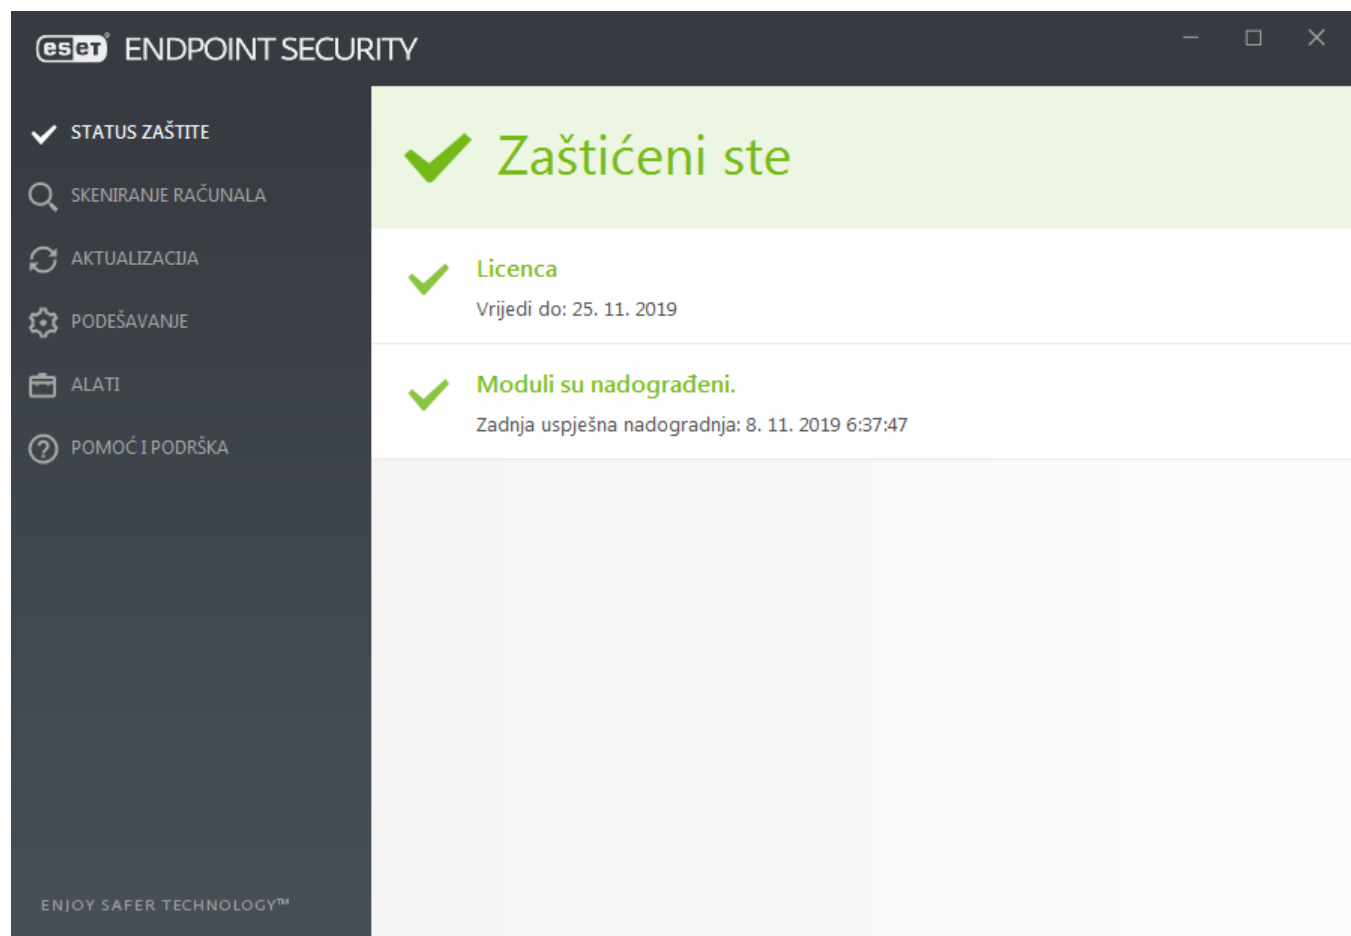 eset ENDPOINT SECURITY
STATUS ZAŠTITE
SKENIRANJE RAČUNALA
AKTUALIZACIJA
PODEŠAVANJE
ALATI
POMOĆ I PODRŠKA
ENJOY SAFER TECHNOLOGY™
Zaštićeni ste
Licenca
Vrijedi do: 25. 11. 2019
Moduli su nadograđeni.
Zadnja uspješna nadogradnja: 8. 11. 2019 6:37:47